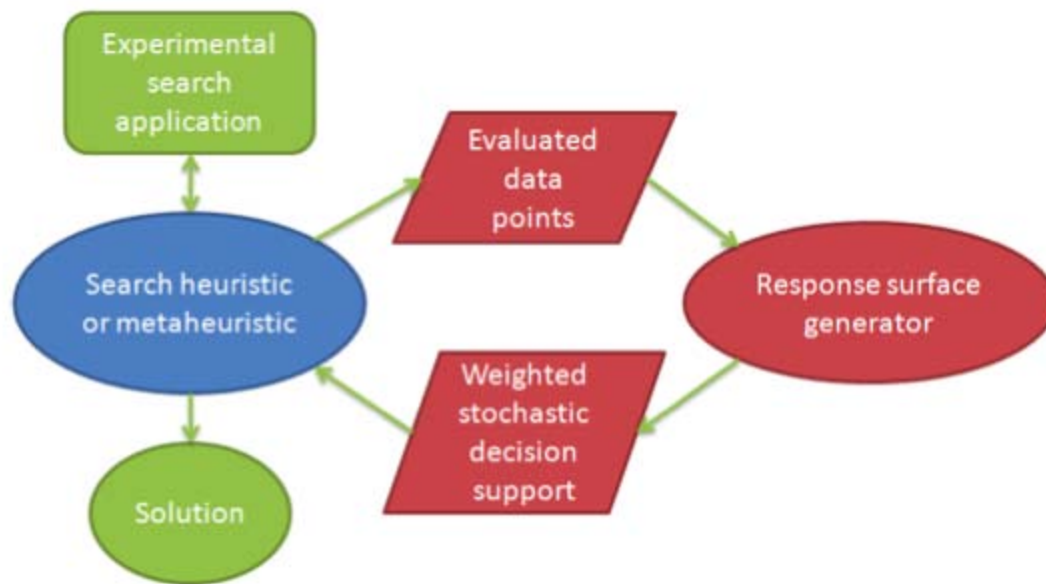 Experimental
search
application
Evaluated
data
points
Search heuristic
or metaheuristic
Response surface
generator
Weighted
stochastic
decision
support
Solution